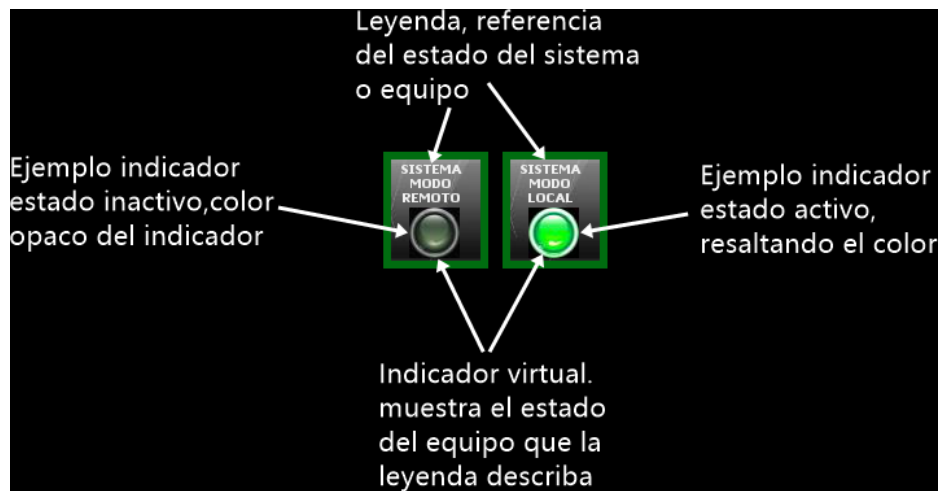 Leyenda, referencia
del estado del sistema
o equipo
Ejemplo indicador
estado inactivo,color
opaco del indicador
SISTEMA
MODO
REMOTO
SISTEMA
MODO
LOCAL
Ejemplo indicador
estado activo,
resaltando el color
Indicador virtual.
muestra el estado
del equipo que la
leyenda describa